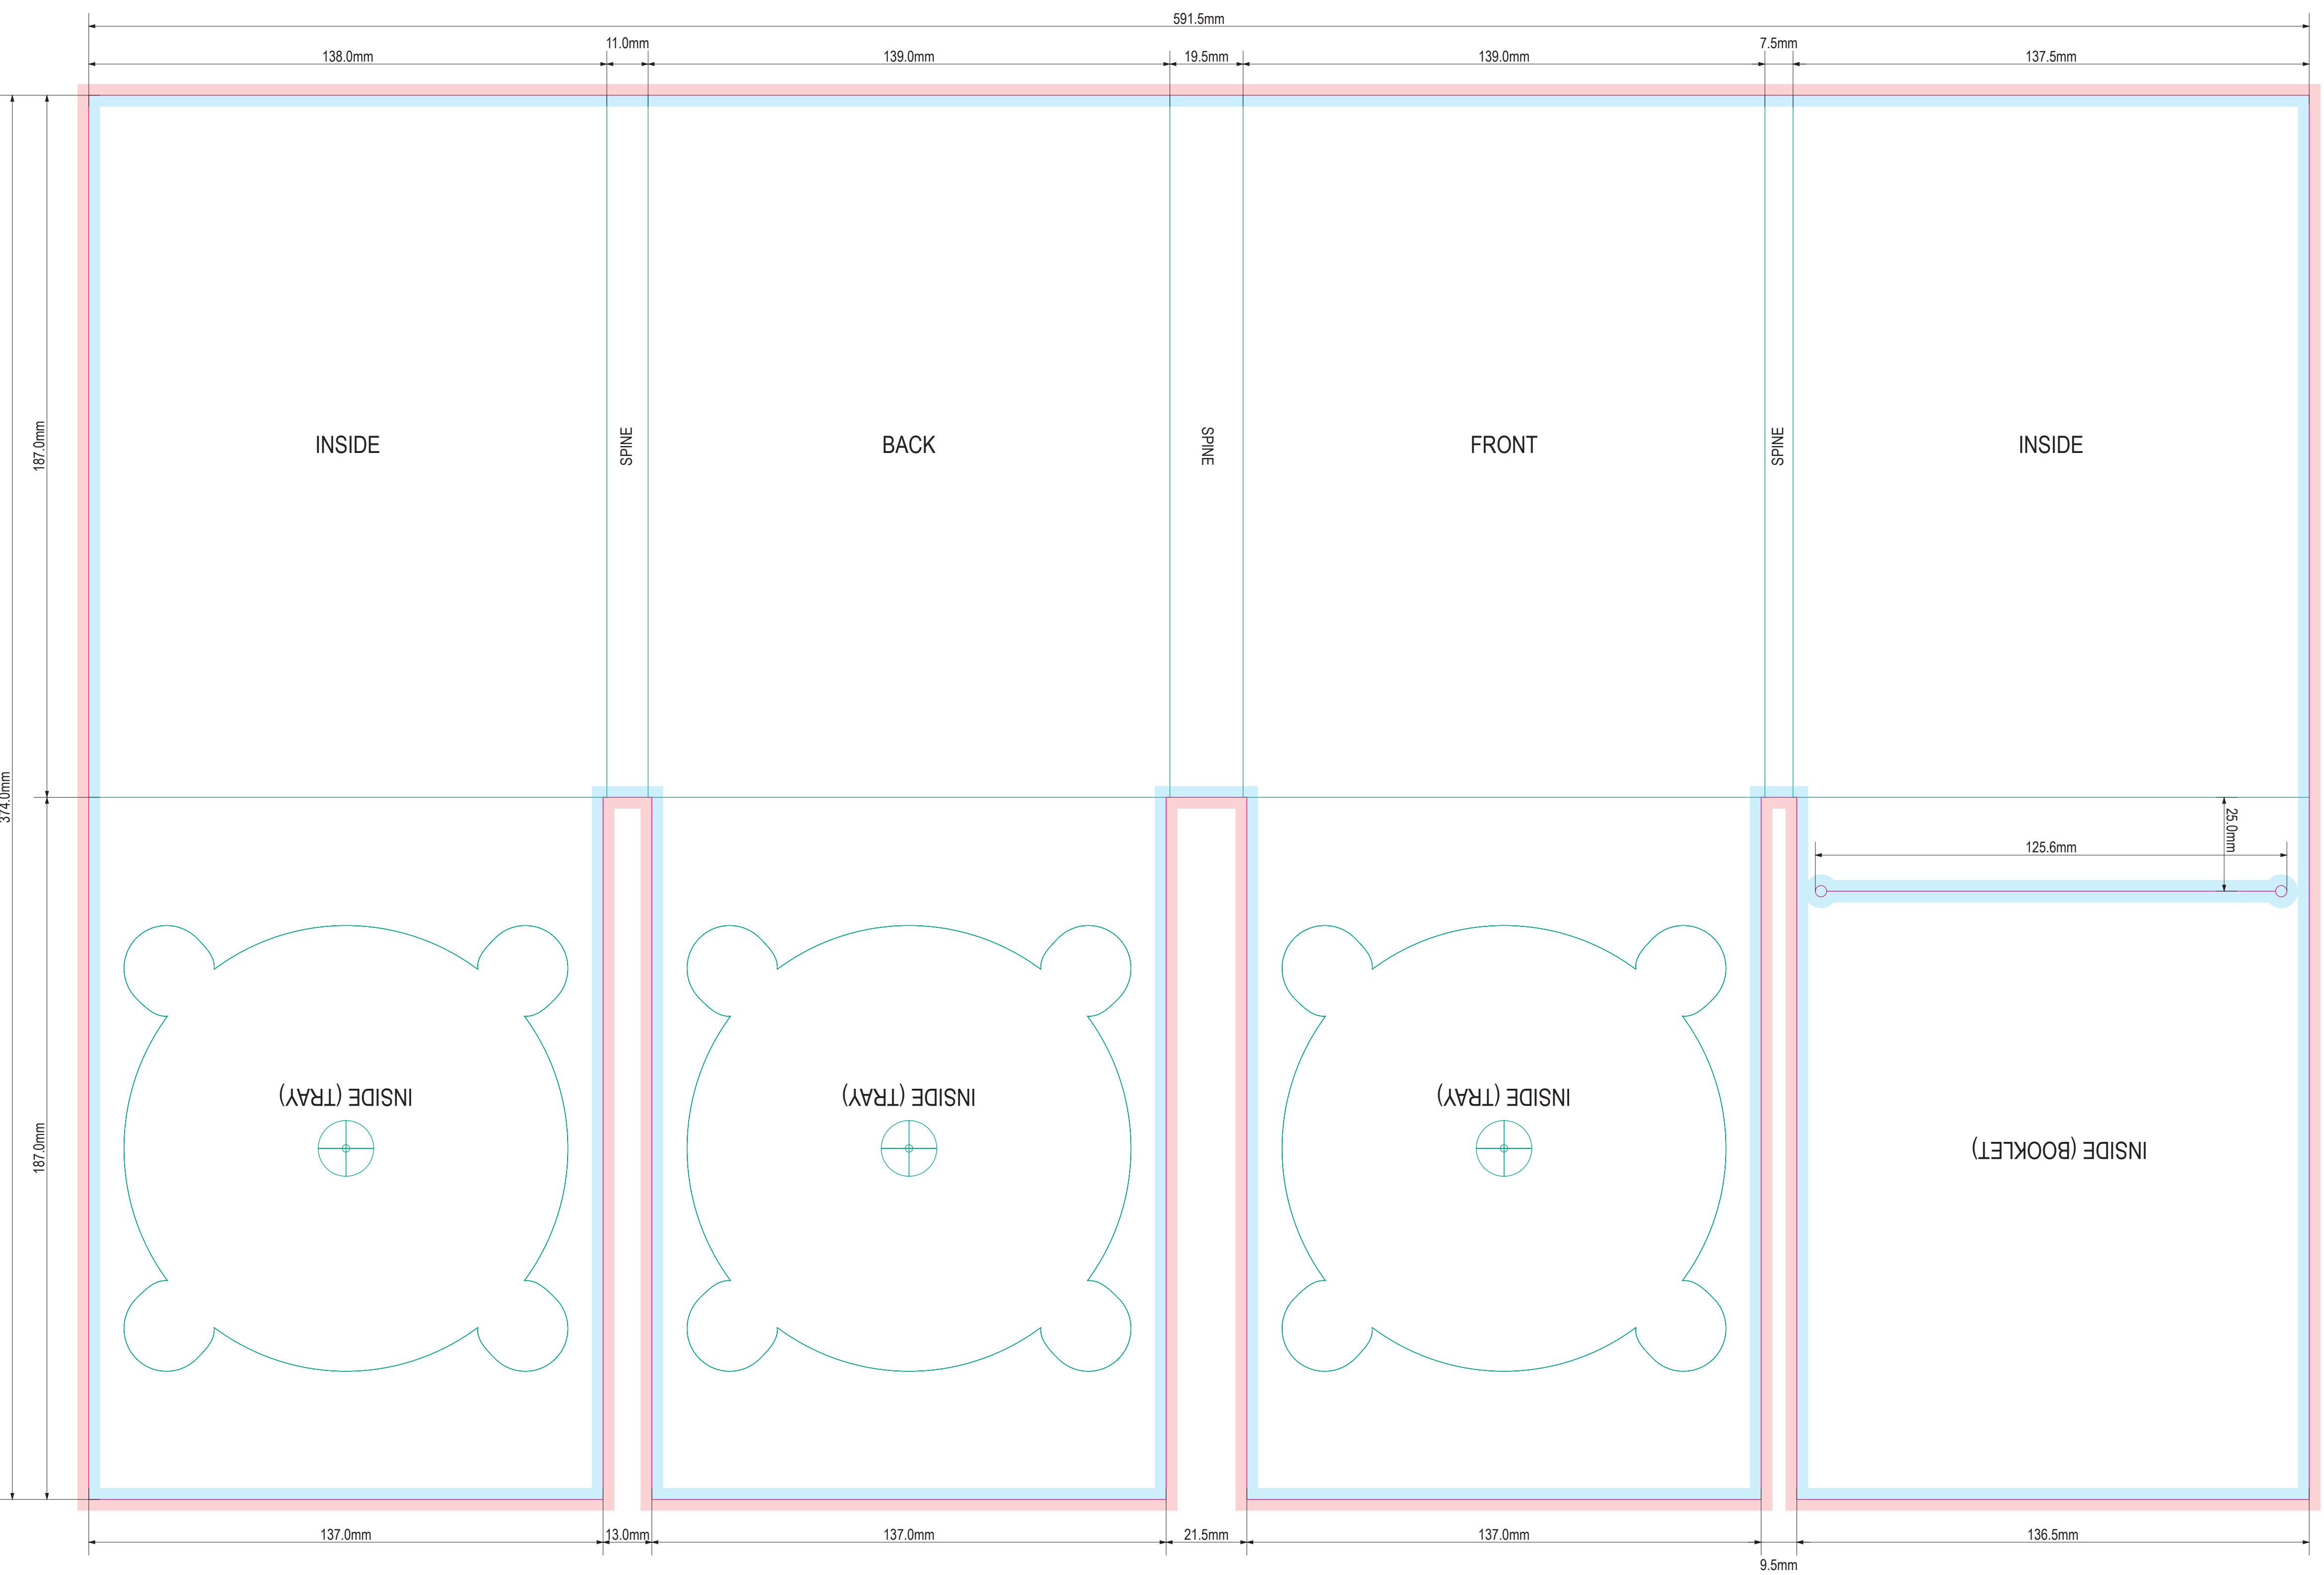 591.5mm
11.0mm
7.5mm
138.0mm
139.0mm
19.5mm
139.0mm
137.5mm
187.0mm
INSIDE
SPINE
BACK
SPINE
FRONT
SPINE
INSIDE
374.0mm
25.0mm
125.6mm
INSIDE (TRAY)
INSIDE (TRAY)
INSIDE (TRAY)
187.0mm
INSIDE (BOOKLET)
137.0mm
13.0mm
137.0mm
21.5mm
137.0mm
136.5mm
9.5mm